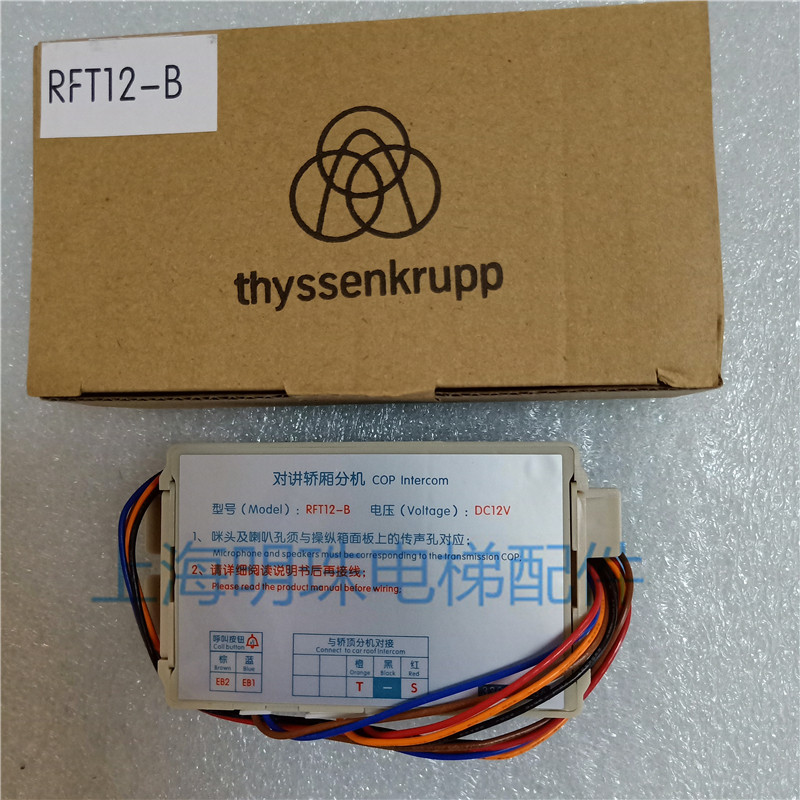 RFT12-B
thyssenkrupp
对讲轿厢分机 COP Intercom
型号(Model): RFT12-B 电压(Voltage): DC12V
1、咪头及喇叭孔须与操纵箱面板上的传声孔对应;
Microphone and speakers must be corresponding to the transmission COP;
2、请详细阅读说明书后再接线;
Please read the product manual before wiring;
上海明珠电梯配件
呼叫按钮
Call button
棕 蓝
Brown Blue
EB2 EB1
与轿顶分机对接
Connect to car roof intercom
橙 黑 红
Orange Black Red
T — S